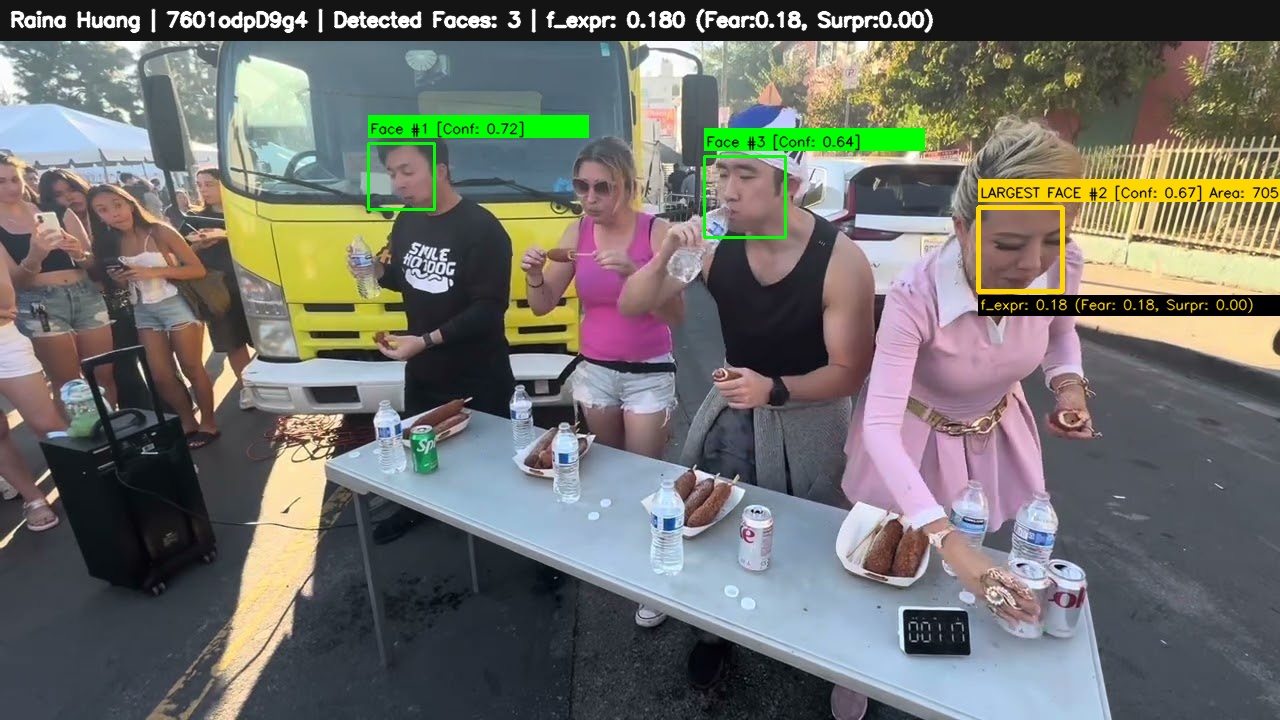 Raina Huang | 7601odpD9g4 | Detected Faces: 3 | f_expr: 0.180 (Fear:0.18, Surpr:0.00)
Face #1 [Conf: 0.72]
Face #3 [Conf: 0.64]
LARGEST FACE #2 [Conf: 0.67] Area: 705
f_expr: 0.18 (Fear: 0.18, Surpr: 0.00)
SMILE
HOTDOG
Sp
00:17